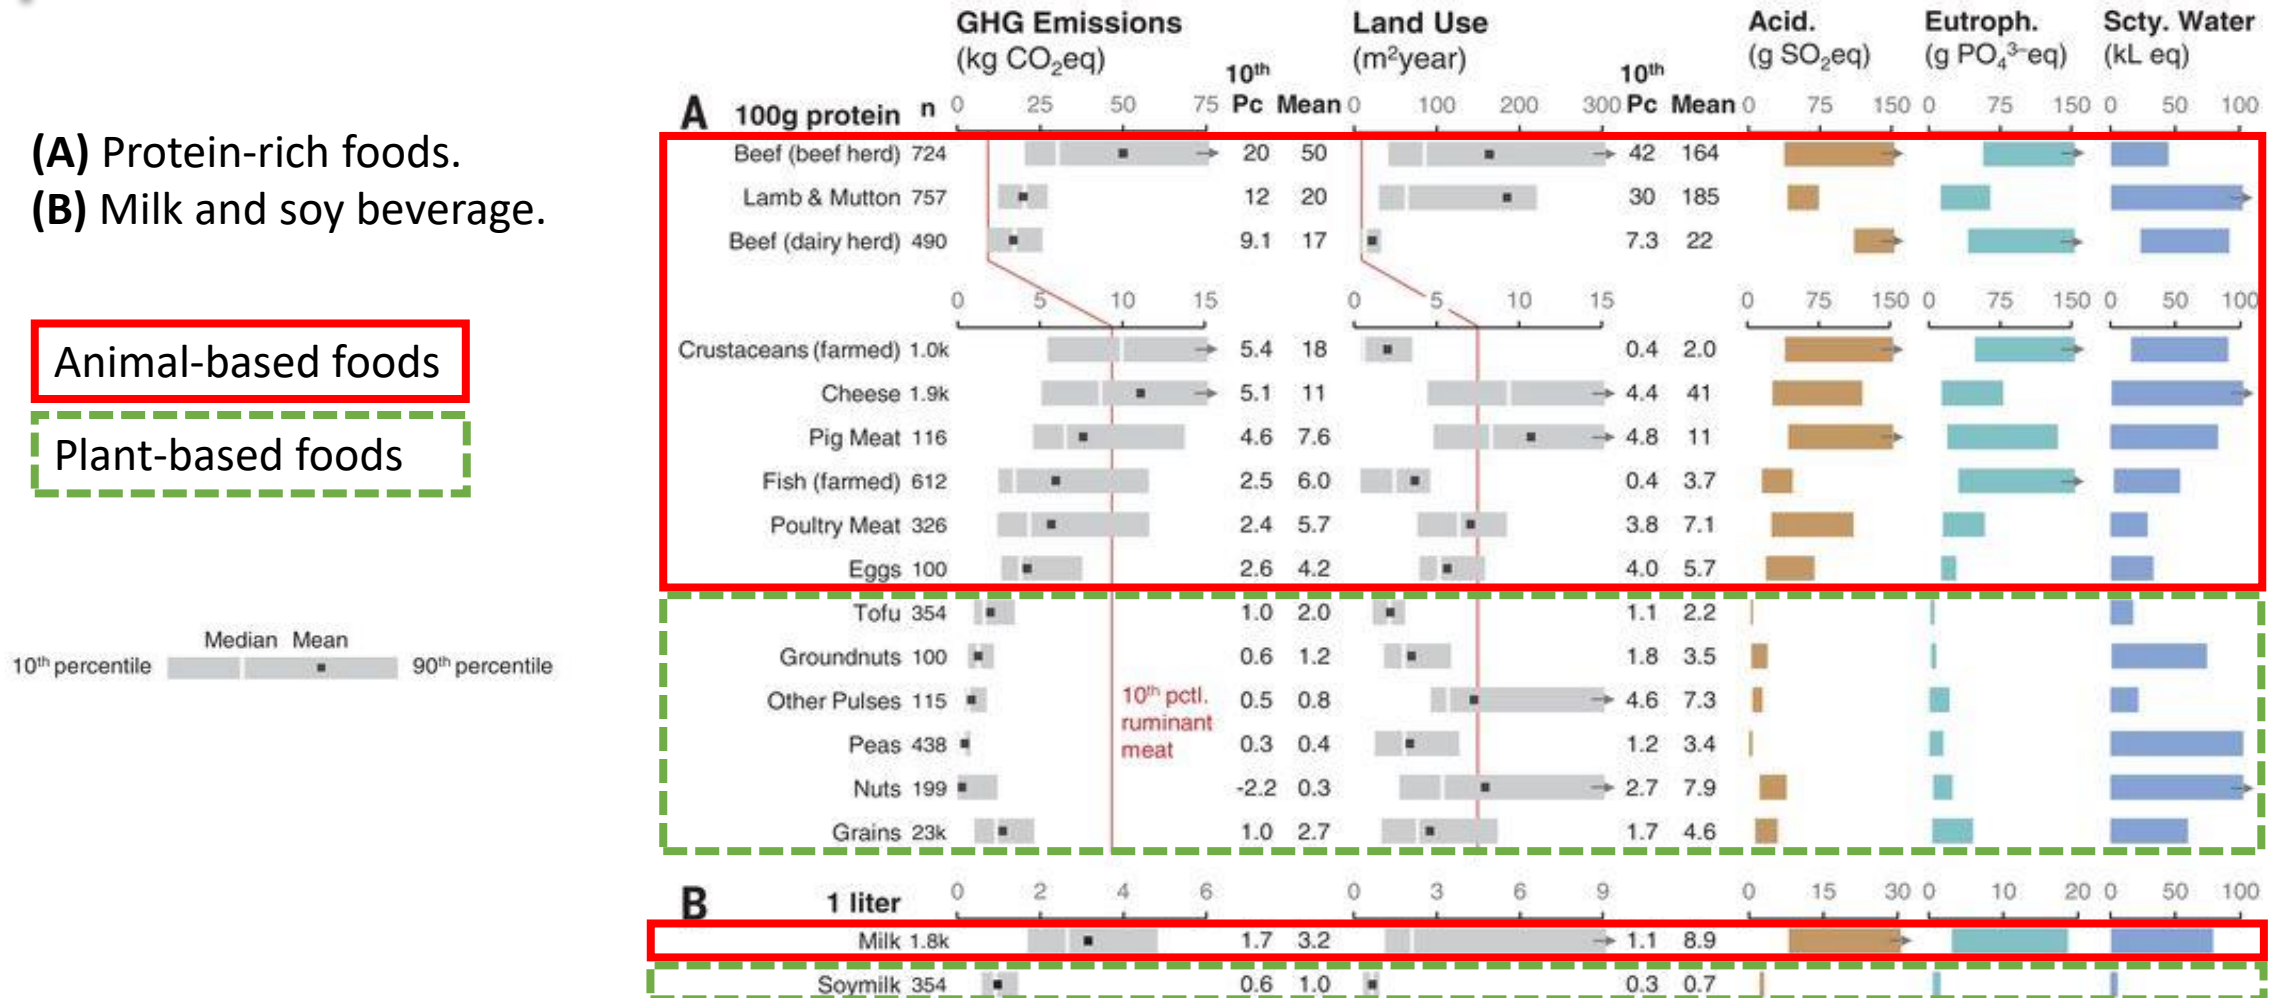 (A) Protein-rich foods.
(B) Milk and soy beverage.
Animal-based foods
Plant-based foods
Median Mean
10th percentile 90th percentile
GHG Emissions Land Use Acid. Eutroph. Scty. Water
(kg CO₂eq) (m²year) (g SO₂eq) (g PO₄³⁻eq) (kL eq)
10th 10th
A 100g protein n 0 25 50 75 Pc Mean 0 100 200 300 Pc Mean 0 75 150 0 75 150 0 50 100
Beef (beef herd) 724 20 50 42 164
Lamb & Mutton 757 12 20 30 185
Beef (dairy herd) 490 9.1 17 7.3 22
0 5 10 15 0 5 10 15 0 75 150 0 75 150 0 50 100
Crustaceans (farmed) 1.0k 5.4 18 0.4 2.0
Cheese 1.9k 5.1 11 4.4 41
Pig Meat 116 4.6 7.6 4.8 11
Fish (farmed) 612 2.5 6.0 0.4 3.7
Poultry Meat 326 2.4 5.7 3.8 7.1
Eggs 100 2.6 4.2 4.0 5.7
Tofu 354 1.0 2.0 1.1 2.2
Groundnuts 100 0.6 1.2 1.8 3.5
Other Pulses 115 0.5 0.8 4.6 7.3
10th pctl.
ruminant
meat
Peas 438 0.3 0.4 1.2 3.4
Nuts 199 -2.2 0.3 2.7 7.9
Grains 23k 1.0 2.7 1.7 4.6
B 1 liter 0 2 4 6 0 3 6 9 0 15 30 0 10 20 0 50 100
Milk 1.8k 1.7 3.2 1.1 8.9
Soymilk 354 0.6 1.0 0.3 0.7